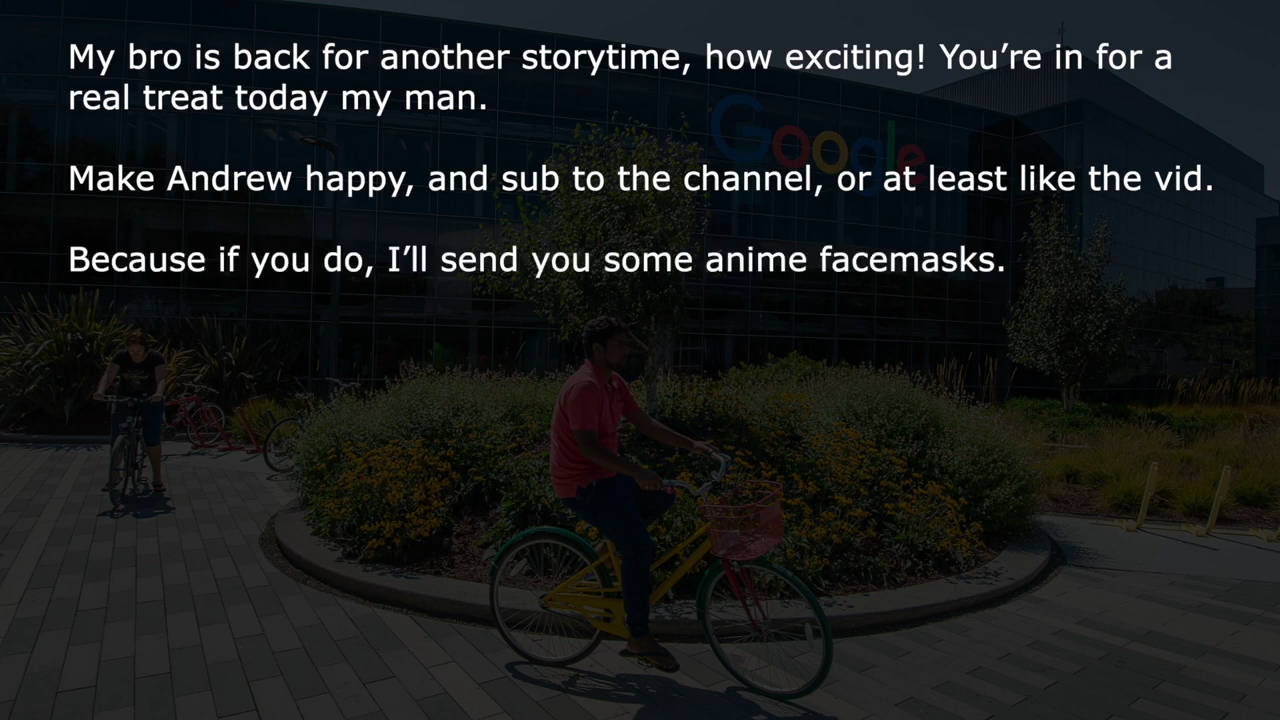 My bro is back for another storytime, how exciting! You’re in for a
real treat today my man.
Make Andrew happy, and sub to the channel, or at least like the vid.
Because if you do, I’ll send you some anime facemasks.
Google